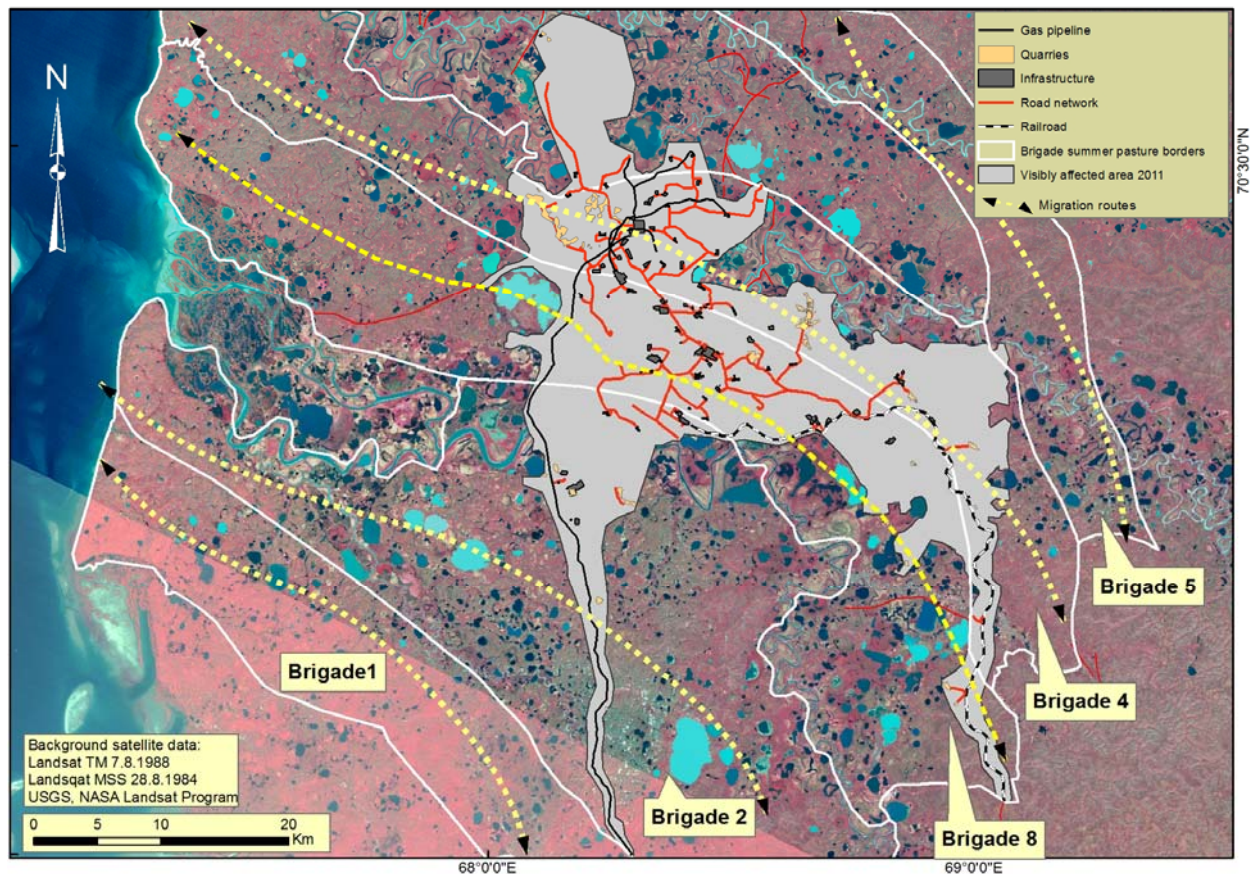 Gas pipeline
Quarries
Infrastructure
Road network
Railroad
Brigade summer pasture borders
Visibly affected area 2011
Migration routes
N
70°30'0"N
Brigade 5
Brigade 4
Brigade1
Brigade 2
Brigade 8
Background satellite data:
Landsat TM 7.8.1988
Landsqat MSS 28.8.1984
USGS, NASA Landsat Program
0 5 10 20
Km
68°0'0"E
69°0'0"E